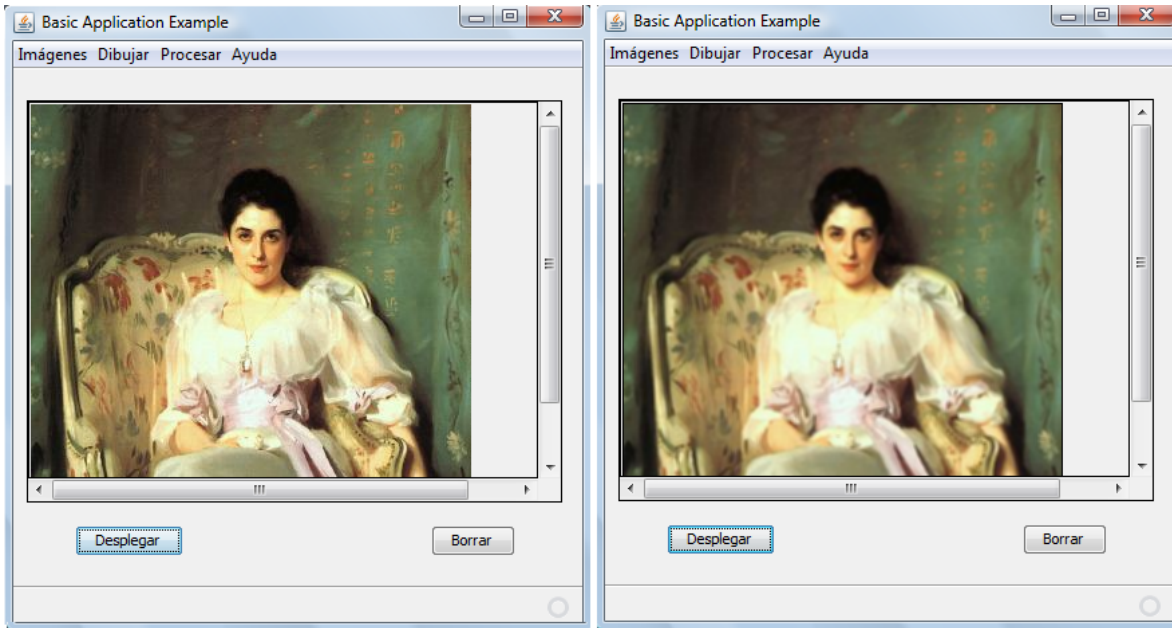 Basic Application Example
Imágenes Dibujar Procesar Ayuda
Desplegar
Borrar
Basic Application Example
Imágenes Dibujar Procesar Ayuda
Desplegar
Borrar